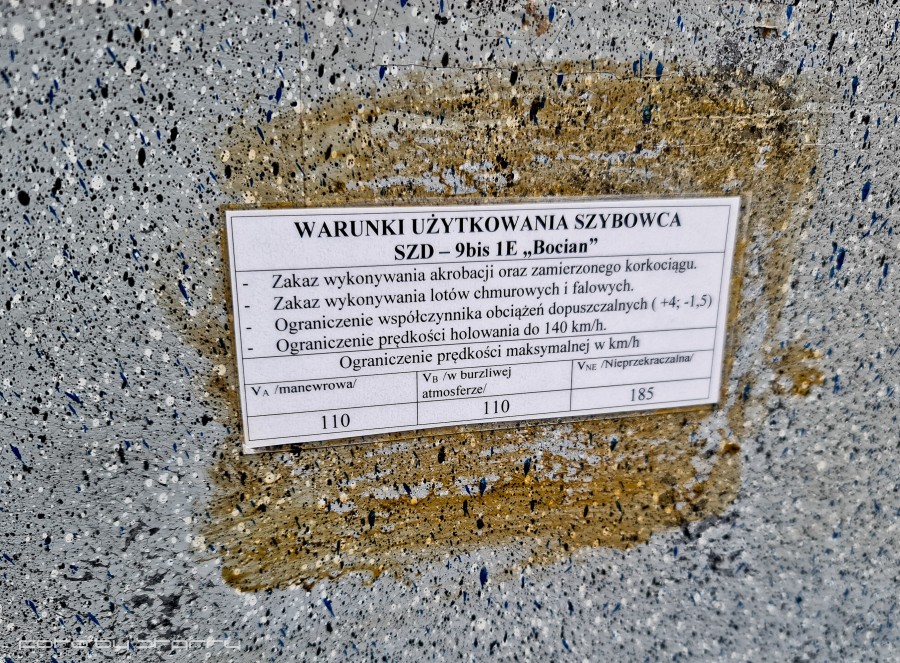 WARUNKI UŻYTKOWANIA SZYBOWCA
SZD – 9bis 1E „Bocian”
- Zakaz wykonywania akrobacji oraz zamierzonego korkociągu.
- Zakaz wykonywania lotów chmurowych i falowych.
- Ograniczenie współczynnika obciążeń dopuszczalnych ( +4; -1,5)
- Ograniczenie prędkości holowania do 140 km/h.
Ograniczenie prędkości maksymalnej w km/h
VA /manewrowa/
VB /w burzliwej
atmosferze/
VNE /Nieprzekraczalna/
110
110
185